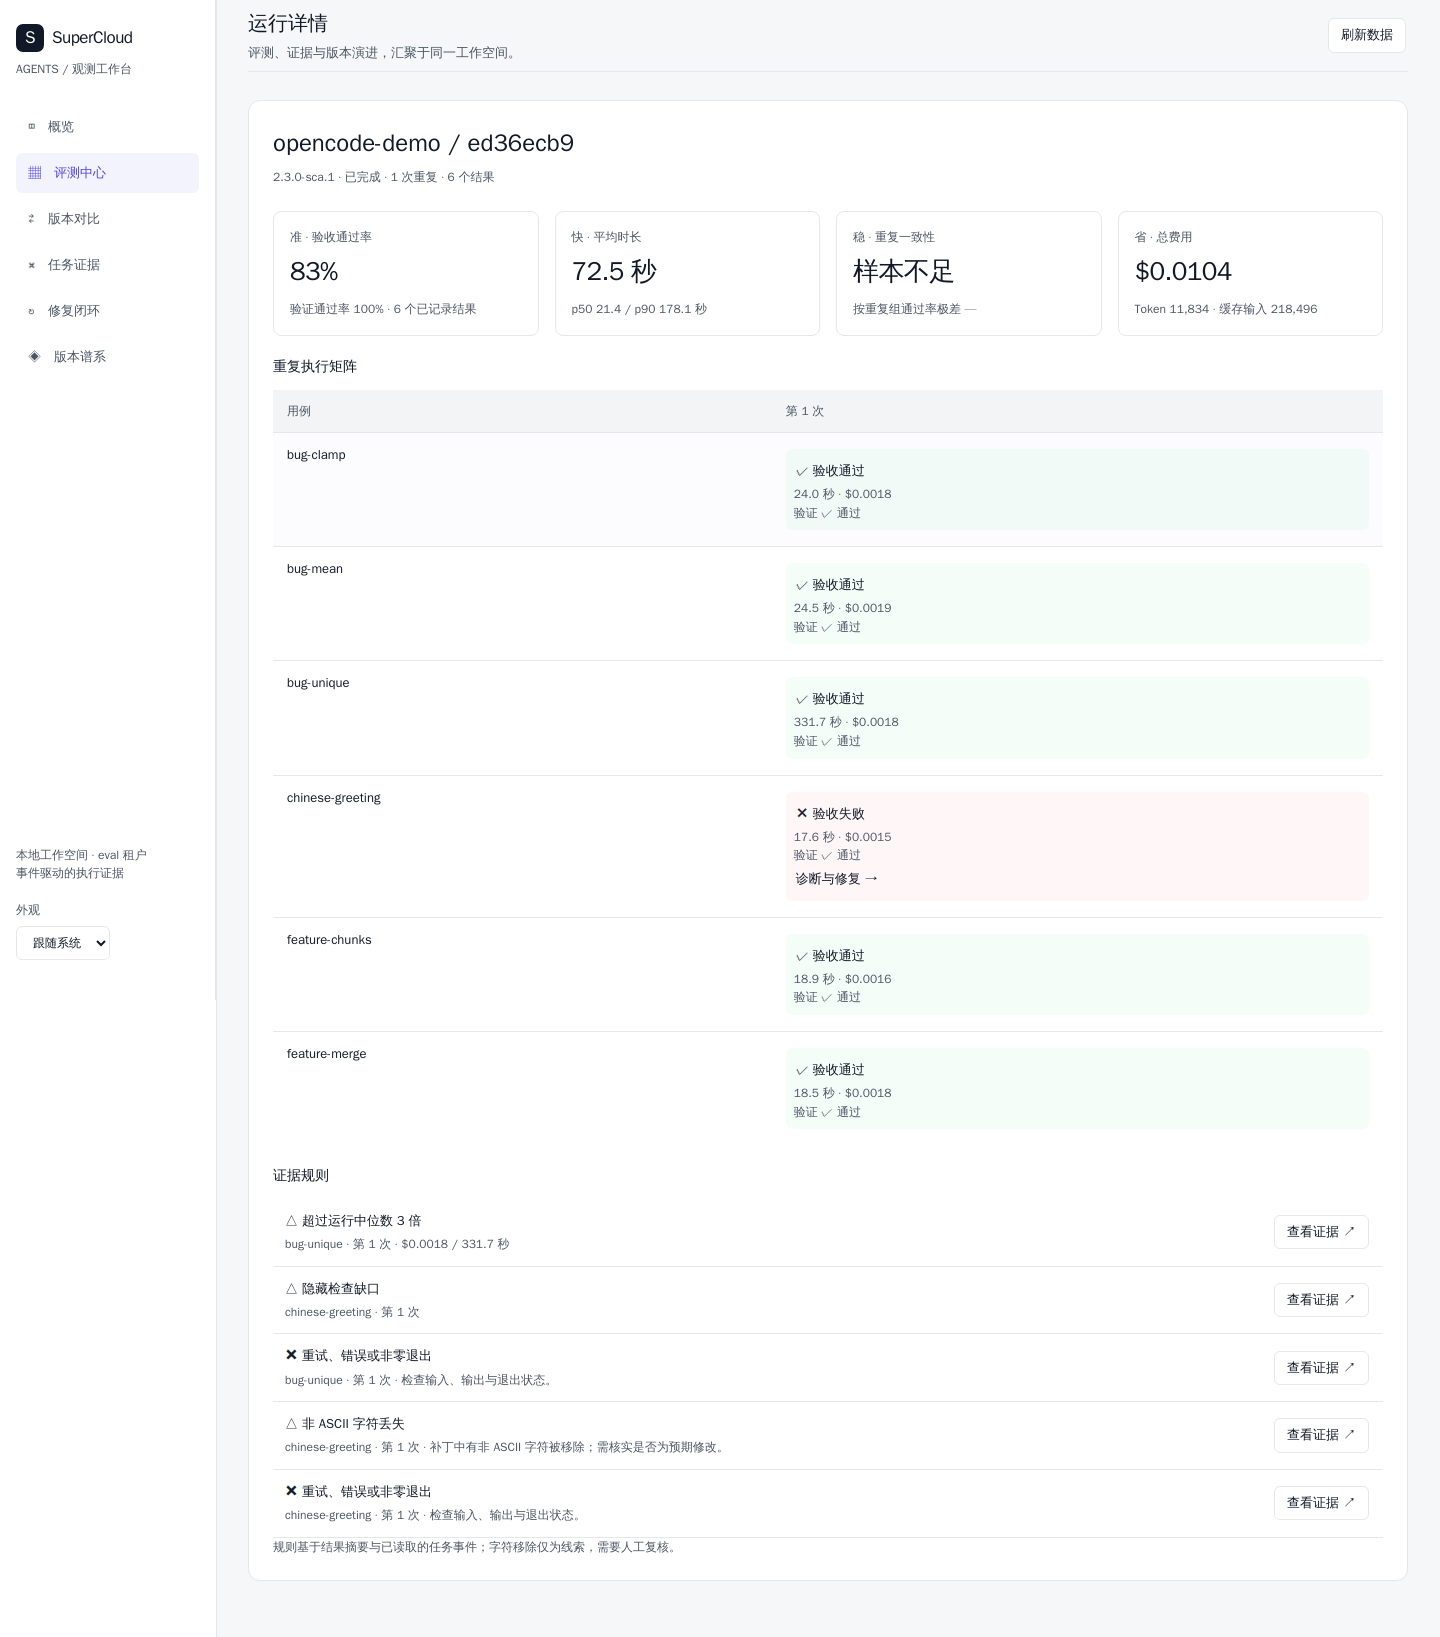 S SuperCloud
AGENTS / 观测工作台
概览
评测中心
版本对比
任务证据
修复闭环
版本谱系
本地工作空间 · eval 租户
事件驱动的执行证据
外观
跟随系统
运行详情
评测、证据与版本演进，汇聚于同一工作空间。
刷新数据
opencode-demo / ed36ecb9
2.3.0-sca.1 · 已完成 · 1 次重复 · 6 个结果
准 · 验收通过率
83%
验证通过率 100% · 6 个已记录结果
快 · 平均时长
72.5 秒
p50 21.4 / p90 178.1 秒
稳 · 重复一致性
样本不足
按重复组通过率极差 —
省 · 总费用
$0.0104
Token 11,834 · 缓存输入 218,496
重复执行矩阵
用例 第 1 次
bug-clamp
✓ 验收通过
24.0 秒 · $0.0018
验证 ✓ 通过
bug-mean
✓ 验收通过
24.5 秒 · $0.0019
验证 ✓ 通过
bug-unique
✓ 验收通过
331.7 秒 · $0.0018
验证 ✓ 通过
chinese-greeting
✕ 验收失败
17.6 秒 · $0.0015
验证 ✓ 通过
诊断与修复 →
feature-chunks
✓ 验收通过
18.9 秒 · $0.0016
验证 ✓ 通过
feature-merge
✓ 验收通过
18.5 秒 · $0.0018
验证 ✓ 通过
证据规则
△ 超过运行中位数 3 倍
bug-unique · 第 1 次 · $0.0018 / 331.7 秒
查看证据 ↗
△ 隐藏检查缺口
chinese-greeting · 第 1 次
查看证据 ↗
✕ 重试、错误或非零退出
bug-unique · 第 1 次 · 检查输入、输出与退出状态。
查看证据 ↗
△ 非 ASCII 字符丢失
chinese-greeting · 第 1 次 · 补丁中有非 ASCII 字符被移除；需核实是否为预期修改。
查看证据 ↗
✕ 重试、错误或非零退出
chinese-greeting · 第 1 次 · 检查输入、输出与退出状态。
查看证据 ↗
规则基于结果摘要与已读取的任务事件；字符移除仅为线索，需要人工复核。